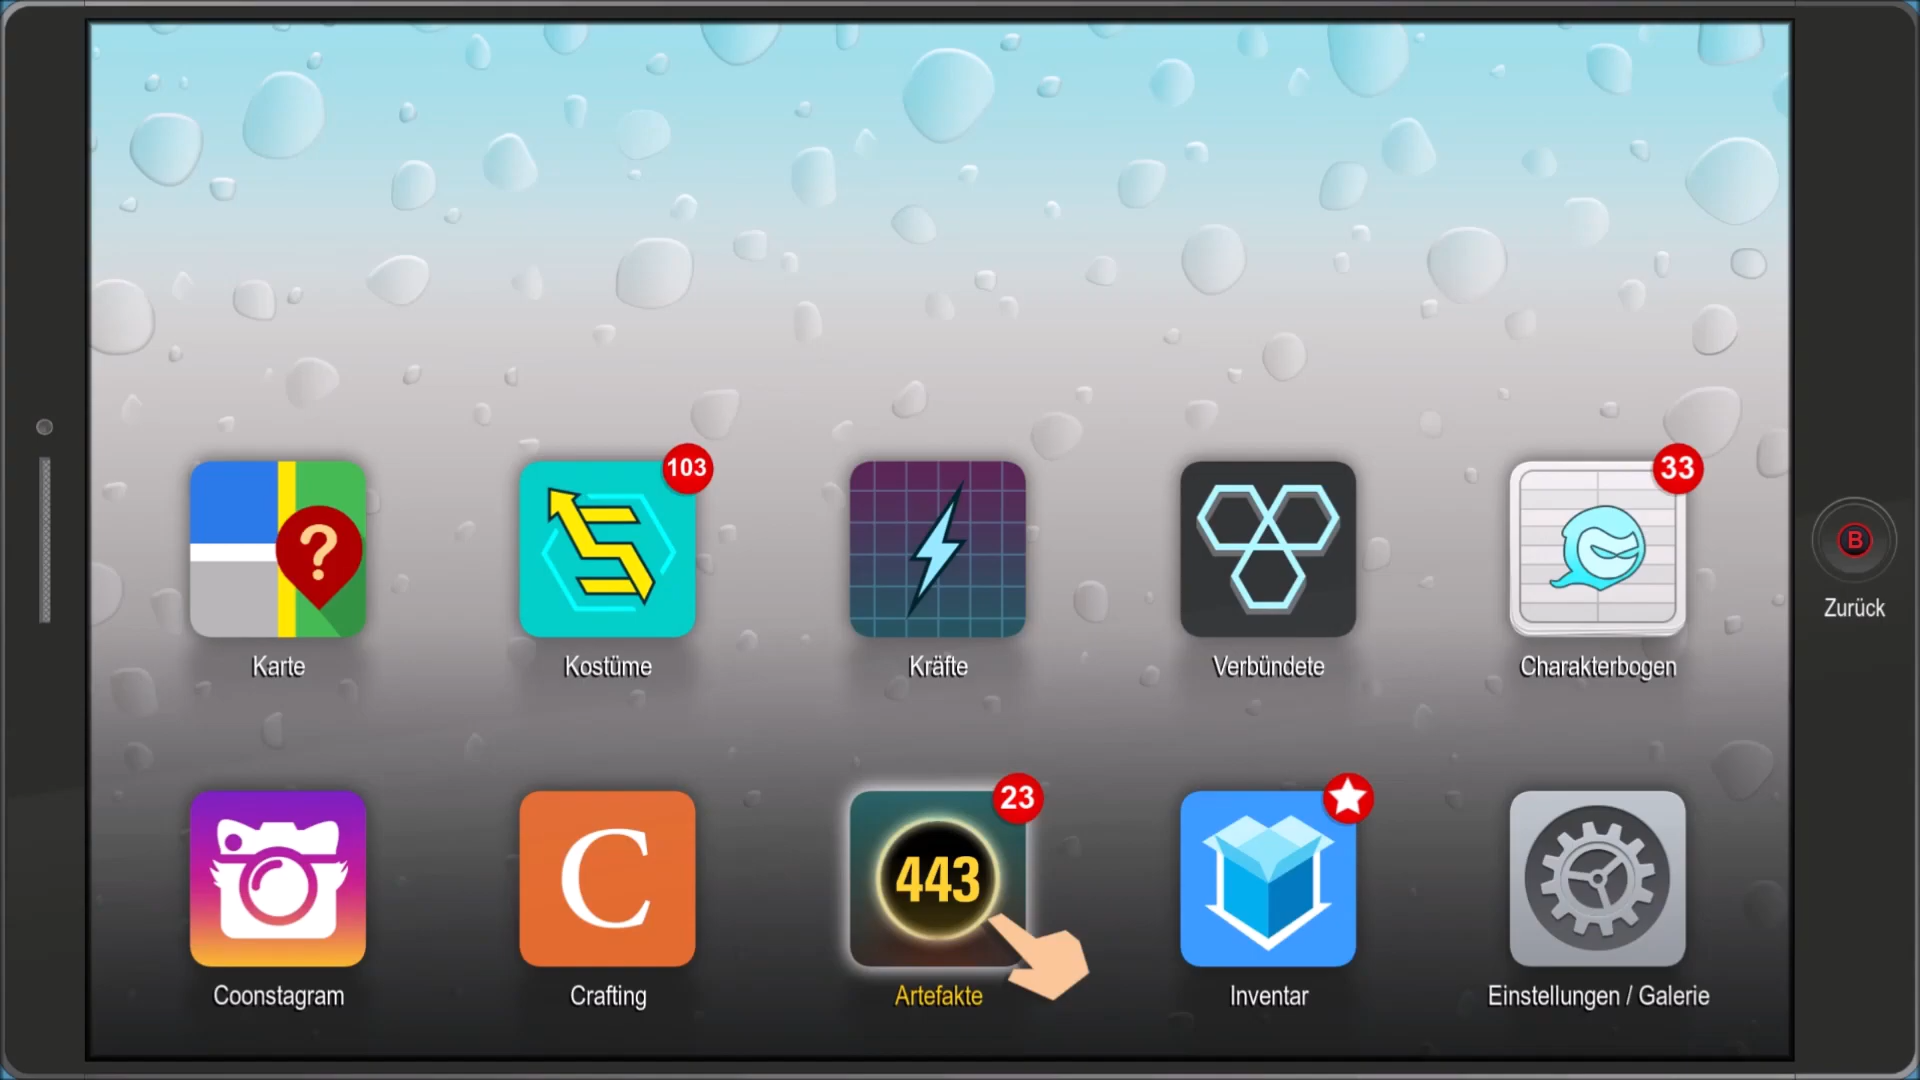 103
33
?
B
Zurück
Karte
Kostüme
Kräfte
Verbündete
Charakterbogen
23
443
C
Coonstagram
Crafting
Artefakte
Inventar
Einstellungen / Galerie